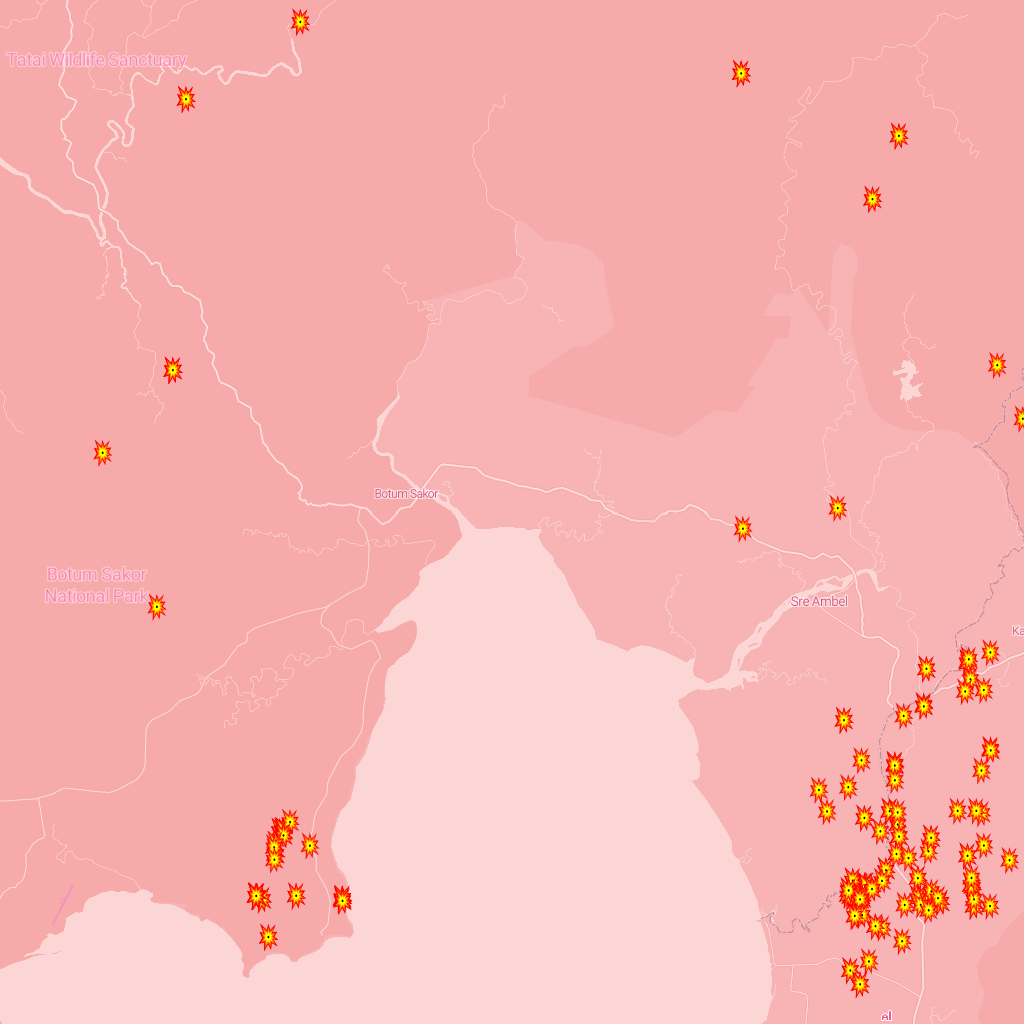 Tatai Wildlife Sanctuary
Botum Sakor
Botum Sakor
National Park
Sre Ambel